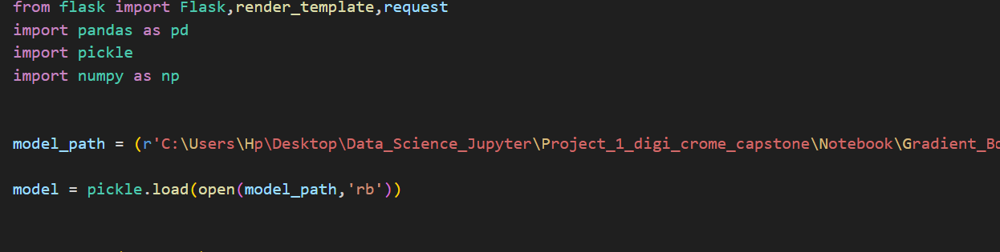 from flask import Flask,render_template,request
import pandas as pd
import pickle
import numpy as np
model_path = (r'C:\Users\Hp\Desktop\Data_Science_Jupyter\Project_1_digi_crome_capstone\Notebook\Gradient_Bo
model = pickle.load(open(model_path,'rb'))